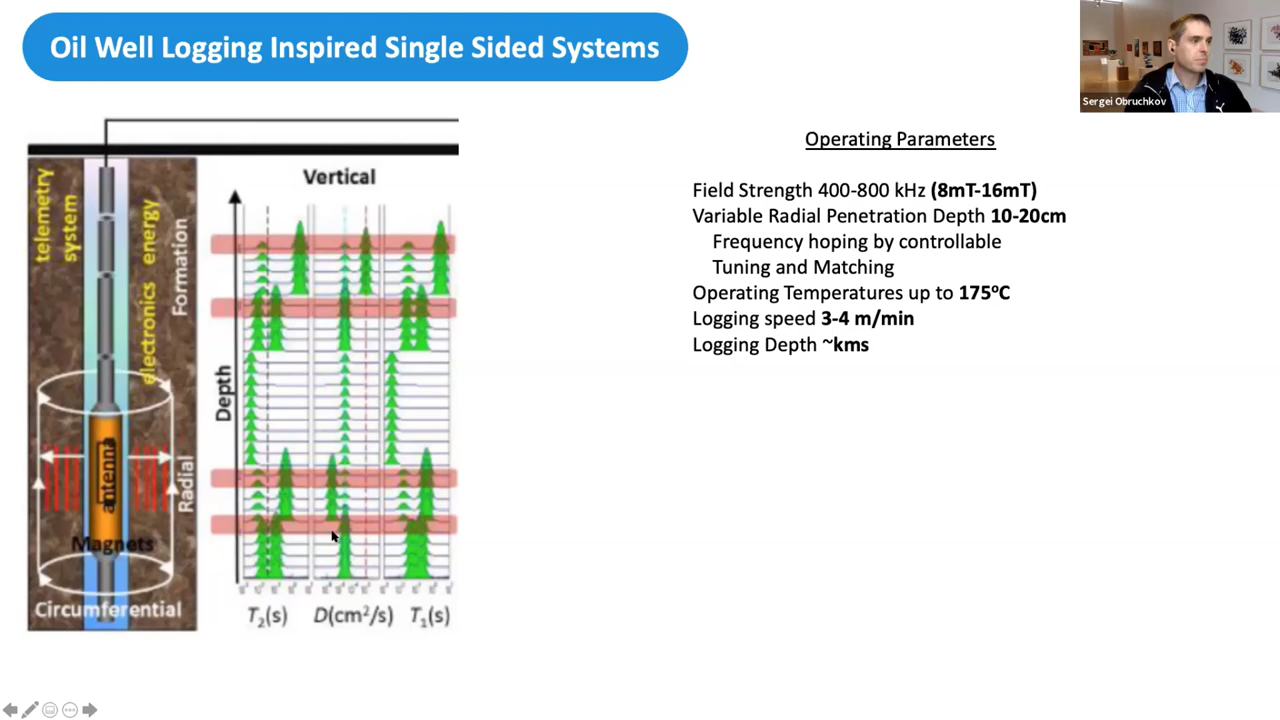 Oil Well Logging Inspired Single Sided Systems
Sergei Obruchkov
Operating Parameters
Field Strength 400-800 kHz (8mT-16mT)
Variable Radial Penetration Depth 10-20cm
Frequency hoping by controllable
Tuning and Matching
Operating Temperatures up to 175°C
Logging speed 3-4 m/min
Logging Depth ~kms
telemetry
system
electronics energy
Formation
antenna
Radial
Magnets
Circumferential
Vertical
Depth
T₂(s) D(cm²/s) T₁(s)